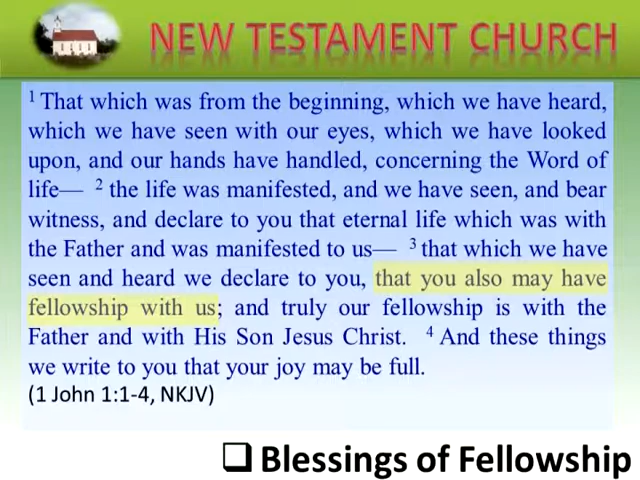 NEW TESTAMENT CHURCH
¹ That which was from the beginning, which we have heard,
which we have seen with our eyes, which we have looked
upon, and our hands have handled, concerning the Word of
life— ² the life was manifested, and we have seen, and bear
witness, and declare to you that eternal life which was with
the Father and was manifested to us— ³ that which we have
seen and heard we declare to you, that you also may have
fellowship with us; and truly our fellowship is with the
Father and with His Son Jesus Christ. ⁴ And these things
we write to you that your joy may be full.
(1 John 1:1-4, NKJV)
❑ Blessings of Fellowship